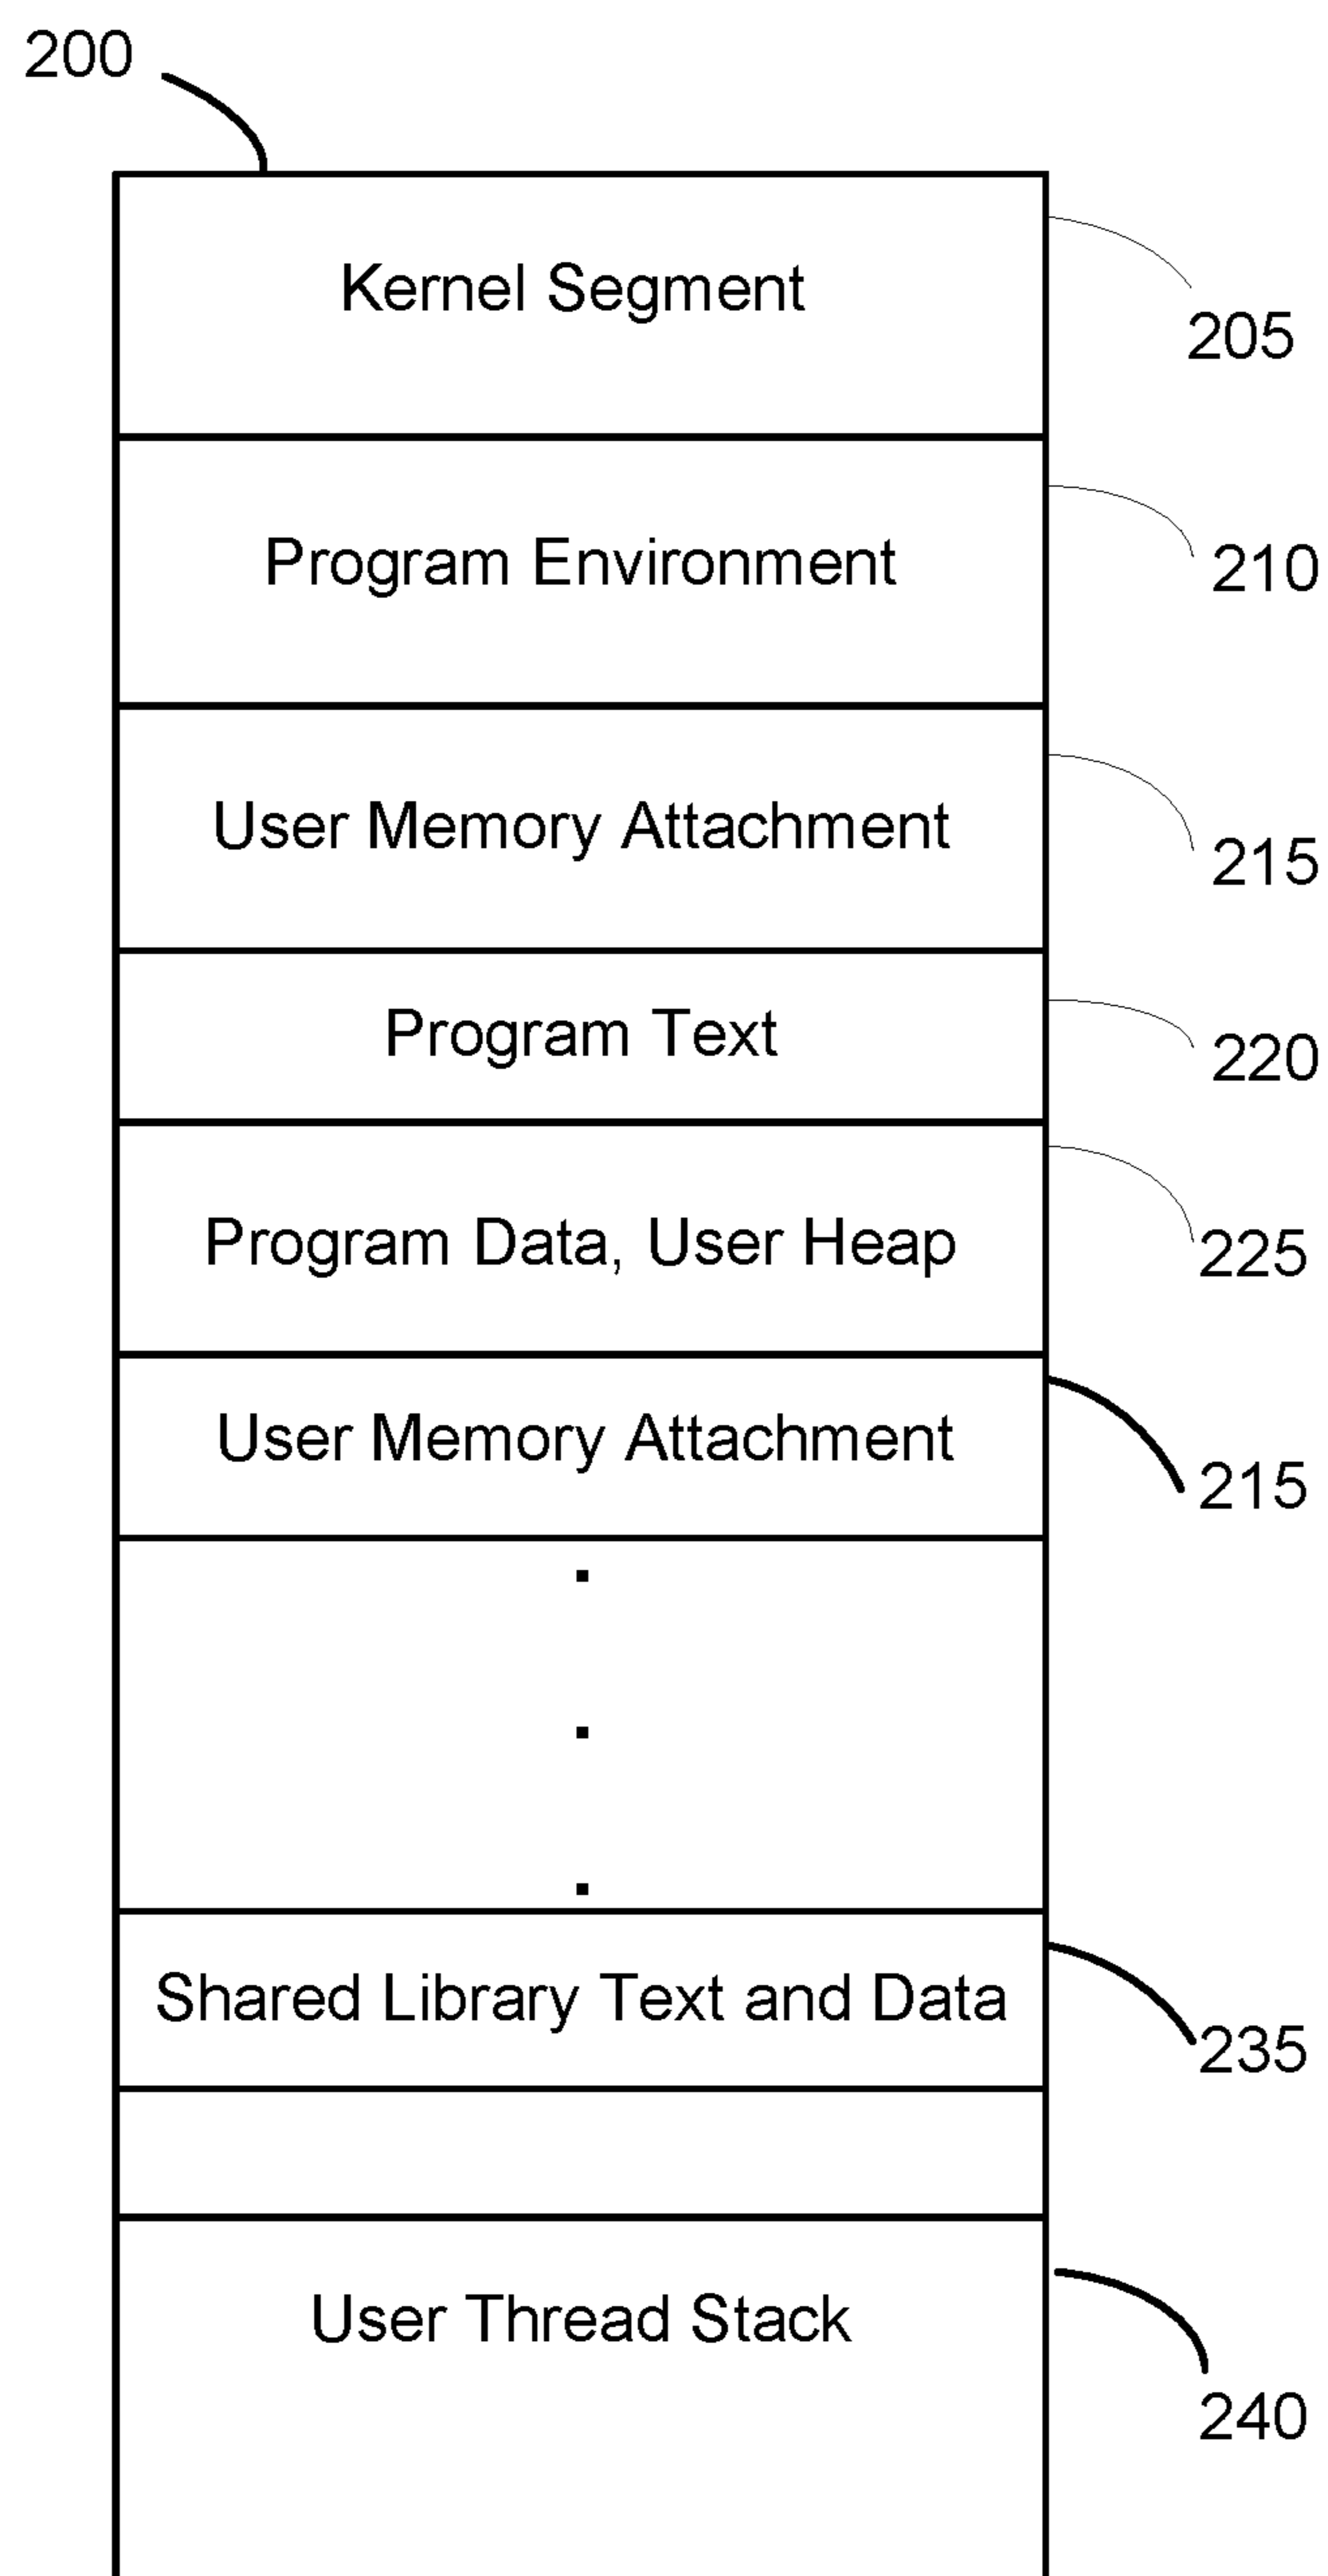 200
Kernel Segment
205
Program Environment
210
User Memory Attachment
215
Program Text
220
Program Data, User Heap
225
User Memory Attachment
215
.
.
.
Shared Library Text and Data
235
User Thread Stack
240